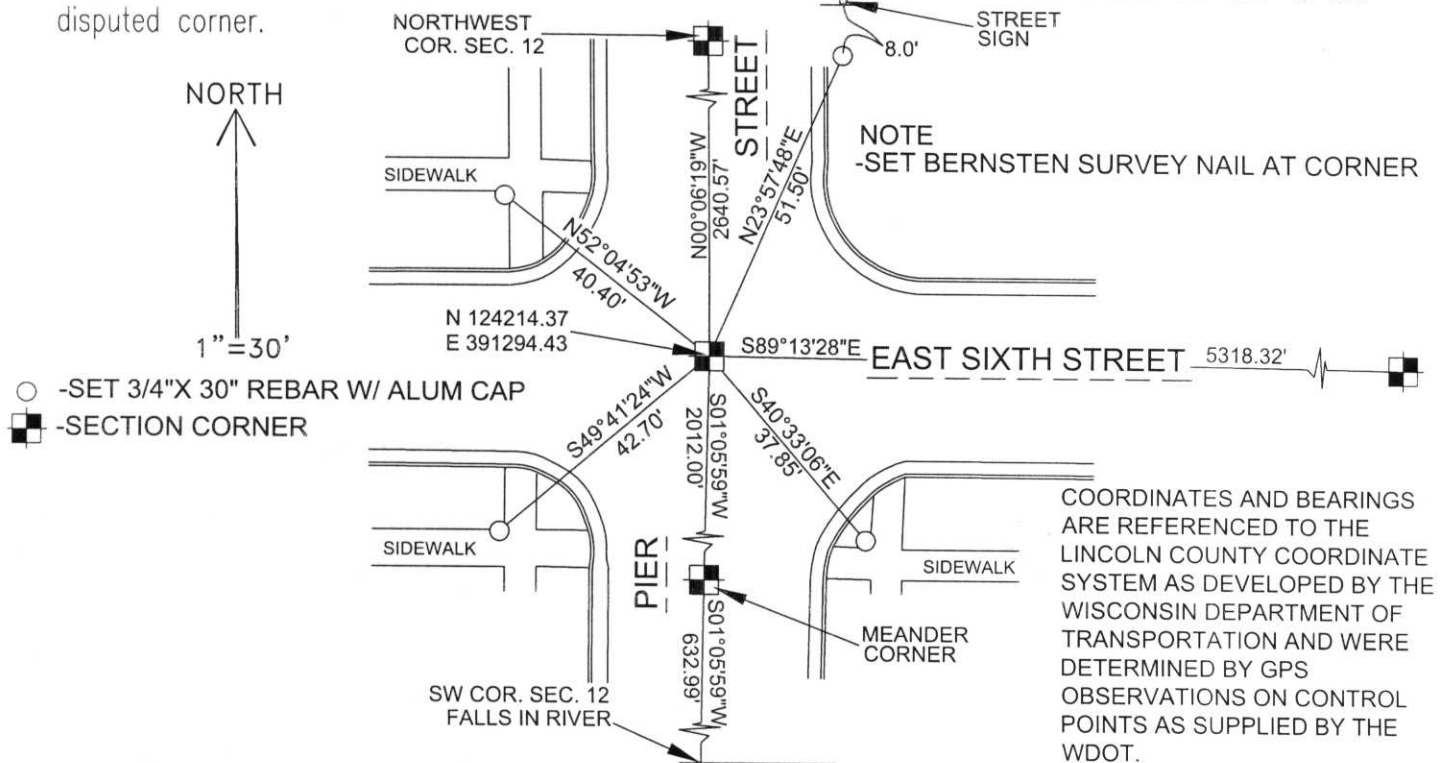 disputed corner.
NORTHWEST
COR. SEC. 12
STREET
SIGN
8.0'
NORTH
1"=30'
STREET
N00°90'19"W
2640.57'
N23°57'48"E
51.50'
NOTE
-SET BERNSTEN SURVEY NAIL AT CORNER
SIDEWALK
N52°04'53"W
40.40'
N 124214.37
E 391294.43
S89°13'28"E
EAST SIXTH STREET
5318.32'
-SET 3/4"X 30" REBAR W/ ALUM CAP
-SECTION CORNER
S49°41'24"W
42.70'
S01°05'59"W
2012.00'
S40°33'06"E
37.85'
SIDEWALK
PIER
SIDEWALK
MEANDER
CORNER
S01°05'59"W
632.99'
SW COR. SEC. 12
FALLS IN RIVER
COORDINATES AND BEARINGS
ARE REFERENCED TO THE
LINCOLN COUNTY COORDINATE
SYSTEM AS DEVELOPED BY THE
WISCONSIN DEPARTMENT OF
TRANSPORTATION AND WERE
DETERMINED BY GPS
OBSERVATIONS ON CONTROL
POINTS AS SUPPLIED BY THE
WDOT.